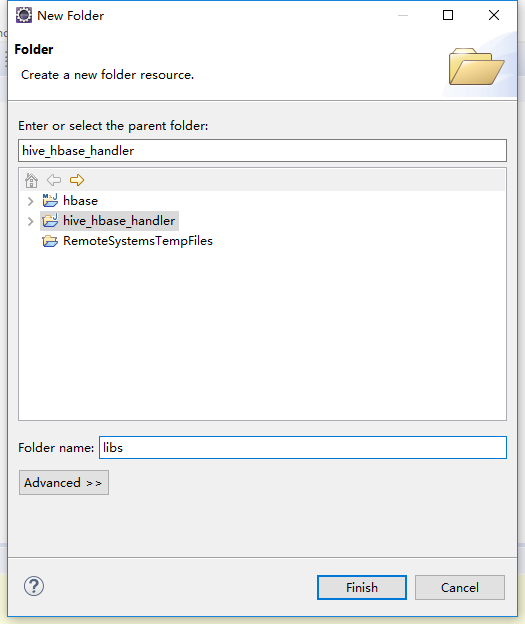 New Folder
Folder
Create a new folder resource.
Enter or select the parent folder:
hive_hbase_handler
hbase
hive_hbase_handler
RemoteSystemsTempFiles
Folder name: libs
Advanced >>
? Finish Cancel